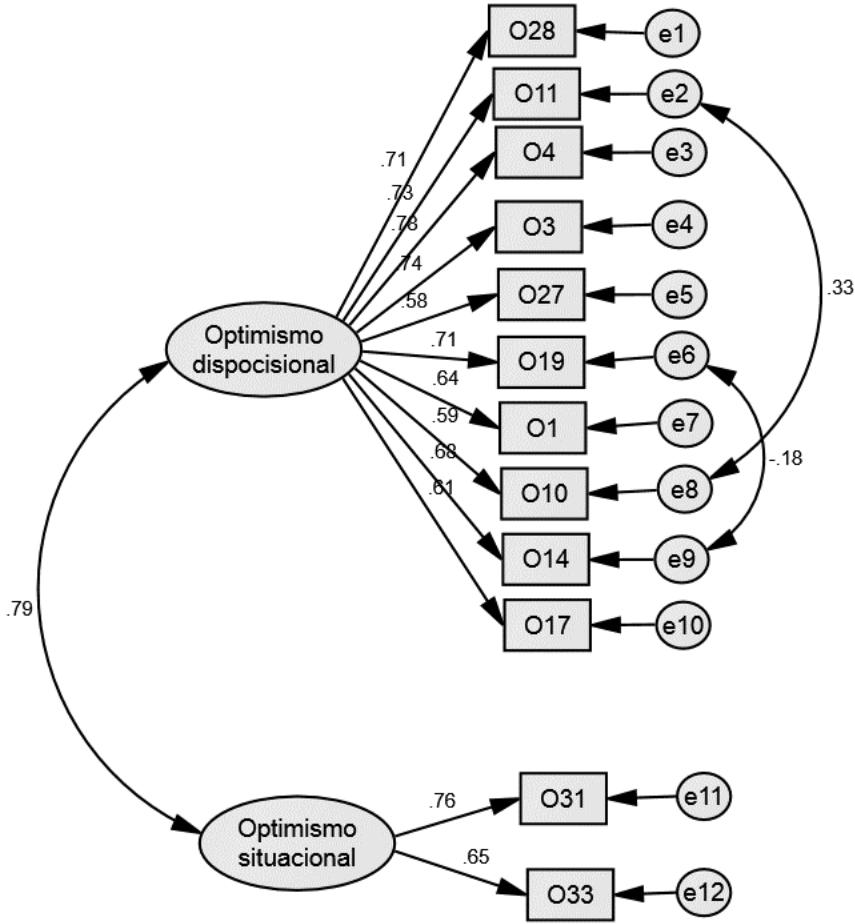 O28
e1
O11
e2
O4
e3
.71
.73
.78
O3
e4
.74
.58
O27
e5
.33
Optimismo
dispocisional
.71
O19
e6
.64
.59
O1
e7
.68
-.18
.61
O10
e8
O14
e9
.79
O17
e10
.76
O31
e11
Optimismo
situacional
.65
O33
e12